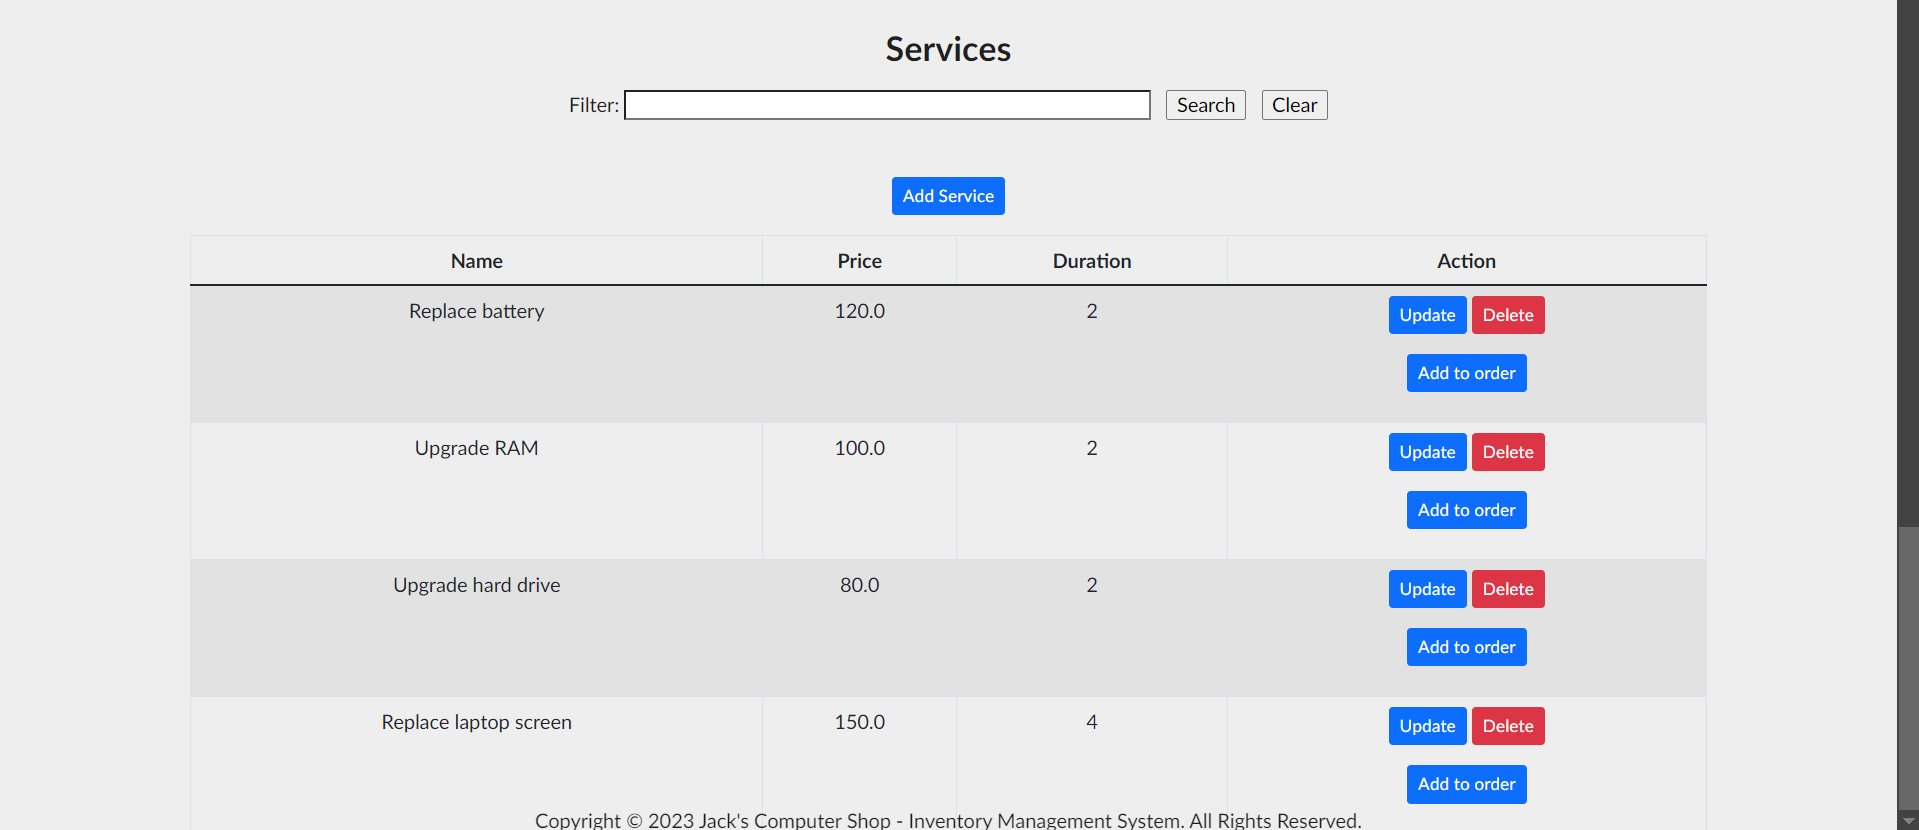 Services
Filter: Search Clear
Add Service
Name Price Duration Action
Replace battery 120.0 2 Update Delete
Add to order
Upgrade RAM 100.0 2 Update Delete
Add to order
Upgrade hard drive 80.0 2 Update Delete
Add to order
Replace laptop screen 150.0 4 Update Delete
Add to order
Copyright © 2023 Jack's Computer Shop - Inventory Management System. All Rights Reserved.